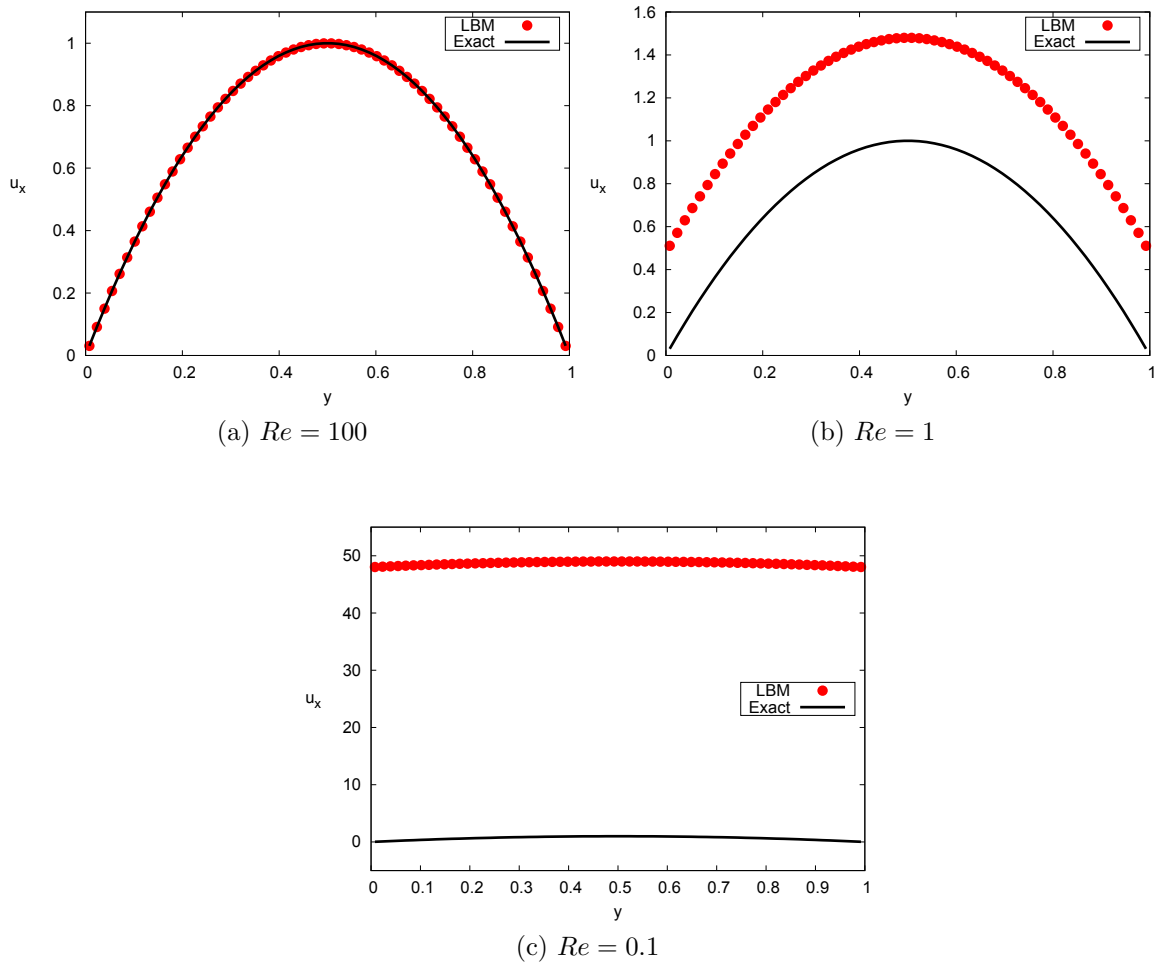 LBM
Exact
1
0.8
0.6
0.4
0.2
0
u_x
0 0.2 0.4 0.6 0.8 1
y
(a) Re = 100
LBM
Exact
1.6
1.4
1.2
1
0.8
0.6
0.4
0.2
0
u_x
0 0.2 0.4 0.6 0.8 1
y
(b) Re = 1
50
40
30
20
10
0
LBM
Exact
u_x
0 0.1 0.2 0.3 0.4 0.5 0.6 0.7 0.8 0.9 1
y
(c) Re = 0.1